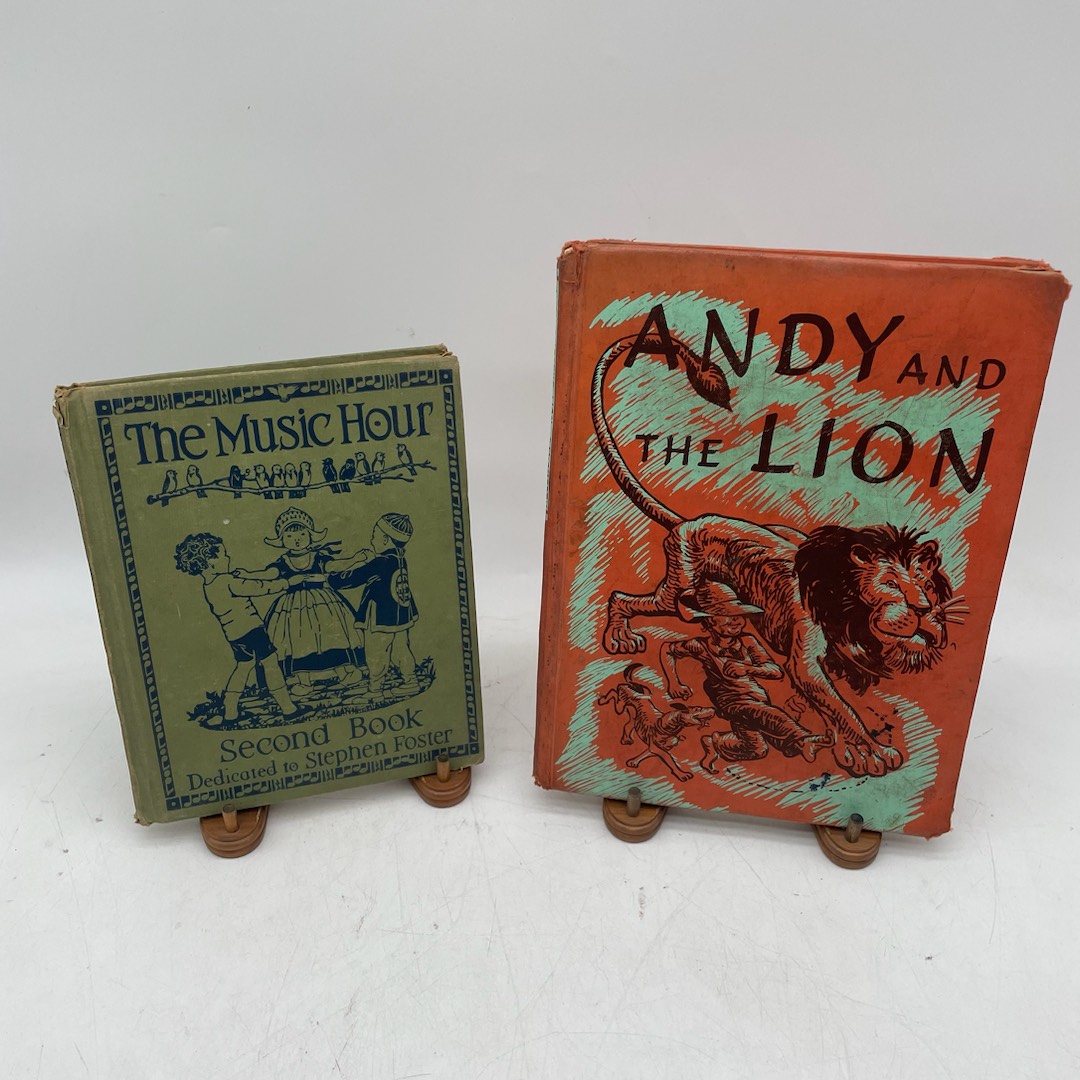 The Music Hour
Second Book
Dedicated to Stephen Foster
ANDY AND
THE LION